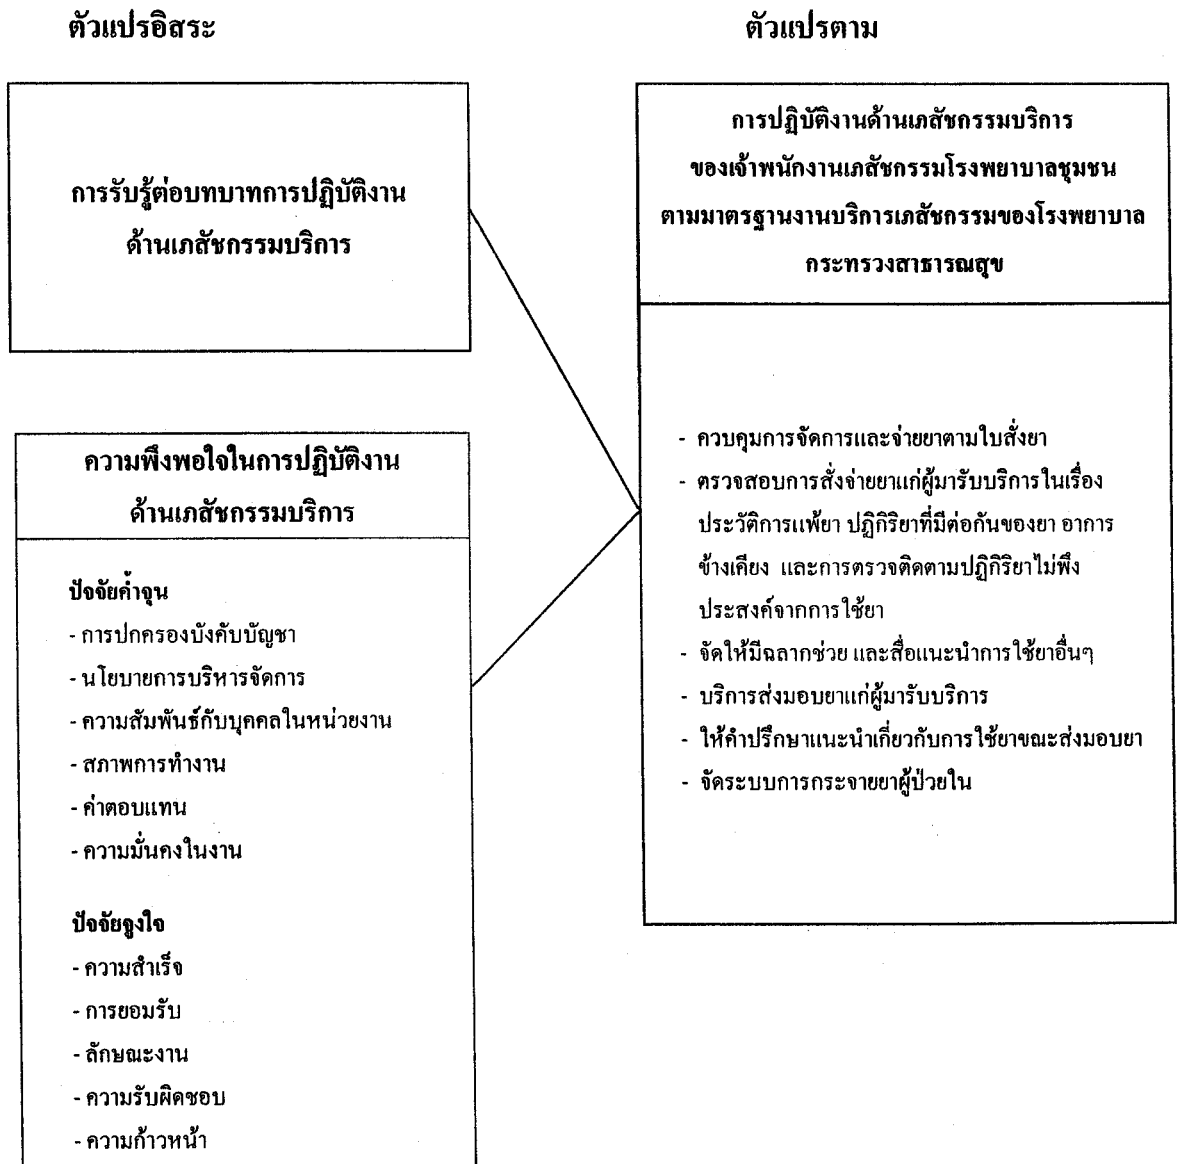 ตัวแปรอิสระ
ตัวแปรตาม
การรับรู้ต่อบทบาทการปฏิบัติงาน
ด้านเภสัชกรรมบริการ
ความพึงพอใจในการปฏิบัติงาน
ด้านเภสัชกรรมบริการ
ปัจจัยค้ำจุน
- การปกครองบังคับบัญชา
- นโยบายการบริหารจัดการ
- ความสัมพันธ์กับบุคคลในหน่วยงาน
- สภาพการทำงาน
- ค่าตอบแทน
- ความมั่นคงในงาน
ปัจจัยจูงใจ
- ความสำเร็จ
- การยอมรับ
- ลักษณะงาน
- ความรับผิดชอบ
- ความก้าวหน้า
การปฏิบัติงานด้านเภสัชกรรมบริการ
ของเจ้าพนักงานเภสัชกรรมโรงพยาบาลชุมชน
ตามมาตรฐานงานบริการเภสัชกรรมของโรงพยาบาล
กระทรวงสาธารณสุข
- ควบคุมการจัดการและจ่ายยาตามใบสั่งยา
- ตรวจสอบการสั่งจ่ายยาแก่ผู้มารับบริการในเรื่อง
ประวัติการแพ้ยา ปฏิกิริยาที่มีต่อกันของยา อาการ
ข้างเคียง และการตรวจติดตามปฏิกิริยาไม่พึง
ประสงค์จากการใช้ยา
- จัดให้มีฉลากช่วย และสื่อแนะนำการใช้ยาอื่นๆ
- บริการส่งมอบยาแก่ผู้มารับบริการ
- ให้คำปรึกษาแนะนำเกี่ยวกับการใช้ยาขณะส่งมอบยา
- จัดระบบการกระจายยาผู้ป่วยใน